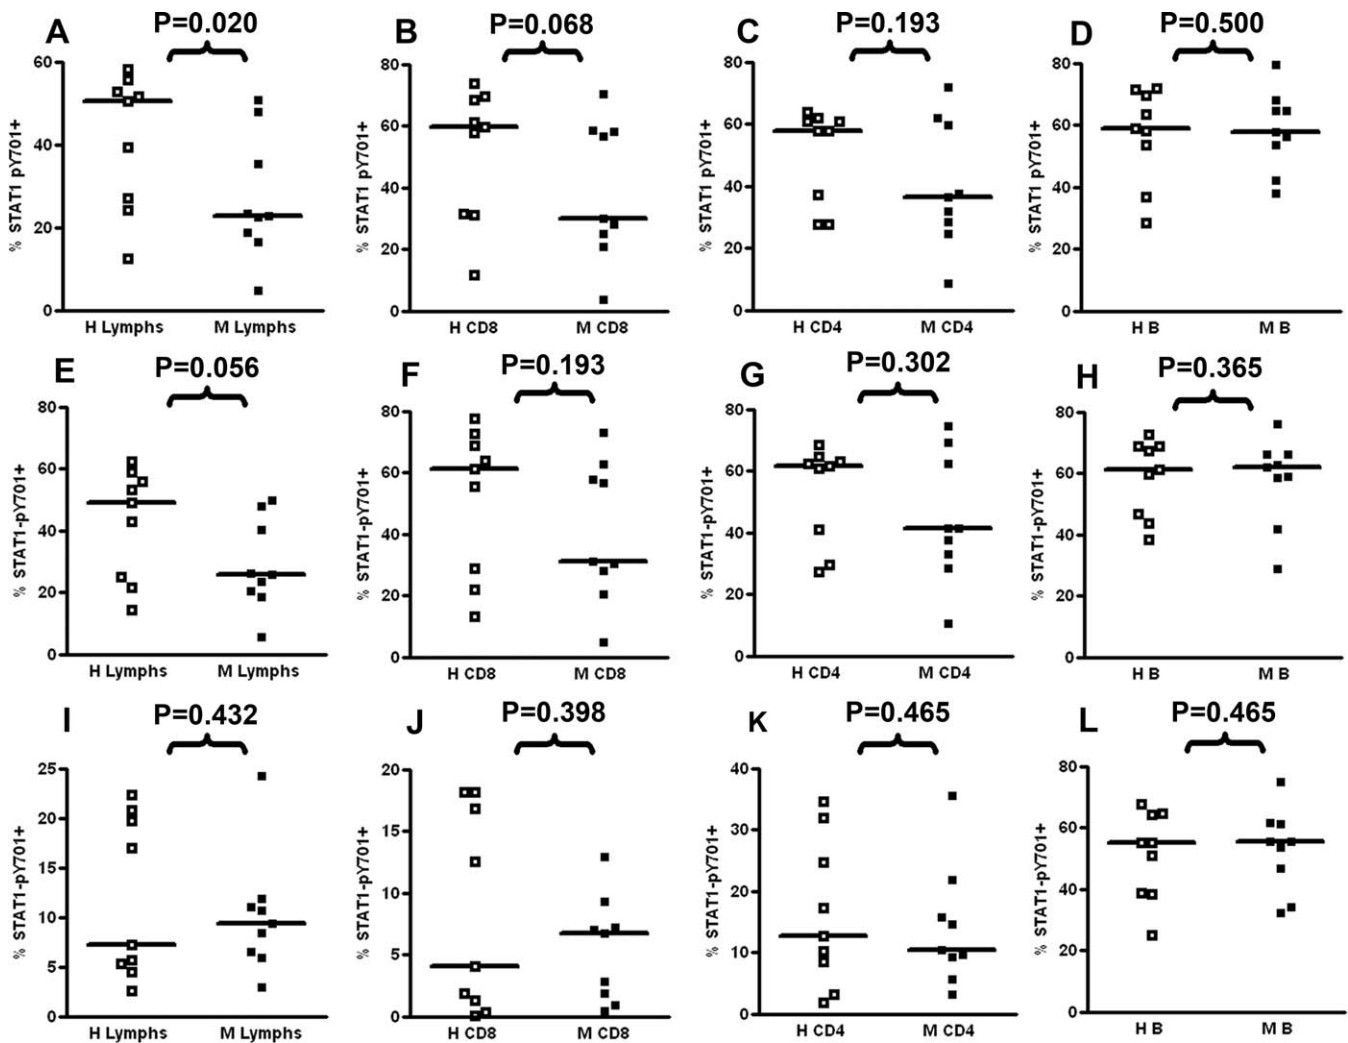 A P=0.020
% STAT1 pY701+
60
40
20
0
H Lymphs M Lymphs
B P=0.068
% STAT1 pY701+
80
60
40
20
0
H CD8 M CD8
C P=0.193
% STAT1 pY701+
80
60
40
20
0
H CD4 M CD4
D P=0.500
% STAT1 pY701+
80
60
40
20
0
H B M B
E P=0.056
% STAT1-pY701+
80
60
40
20
0
H Lymphs M Lymphs
F P=0.193
% STAT1-pY701+
80
60
40
20
0
H CD8 M CD8
G P=0.302
% STAT1-pY701+
80
60
40
20
0
H CD4 M CD4
H P=0.365
% STAT1-pY701+
80
60
40
20
0
H B M B
I P=0.432
% STAT1-pY701+
25
20
15
10
5
0
H Lymphs M Lymphs
J P=0.398
% STAT1-pY701+
20
15
10
5
0
H CD8 M CD8
K P=0.465
% STAT1-pY701+
40
30
20
10
0
H CD4 M CD4
L P=0.465
% STAT1-pY701+
80
60
40
20
0
H B M B